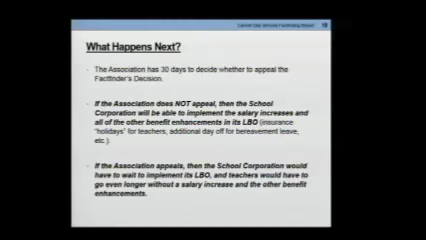 What Happens Next?
- The Association has 30 days to decide whether to appeal the
Factfinder's Decision.
- If the Association does NOT appeal, then the School
Corporation will be able to implement the salary increases and
all of the other benefit enhancements in its LBO (insurance
"holidays" for teachers, additional day off for bereavement leave,
etc.).
- If the Association appeals, then the School Corporation would
have to wait to implement its LBO, and teachers would have to
go even longer without a salary increase and the other benefit
enhancements.